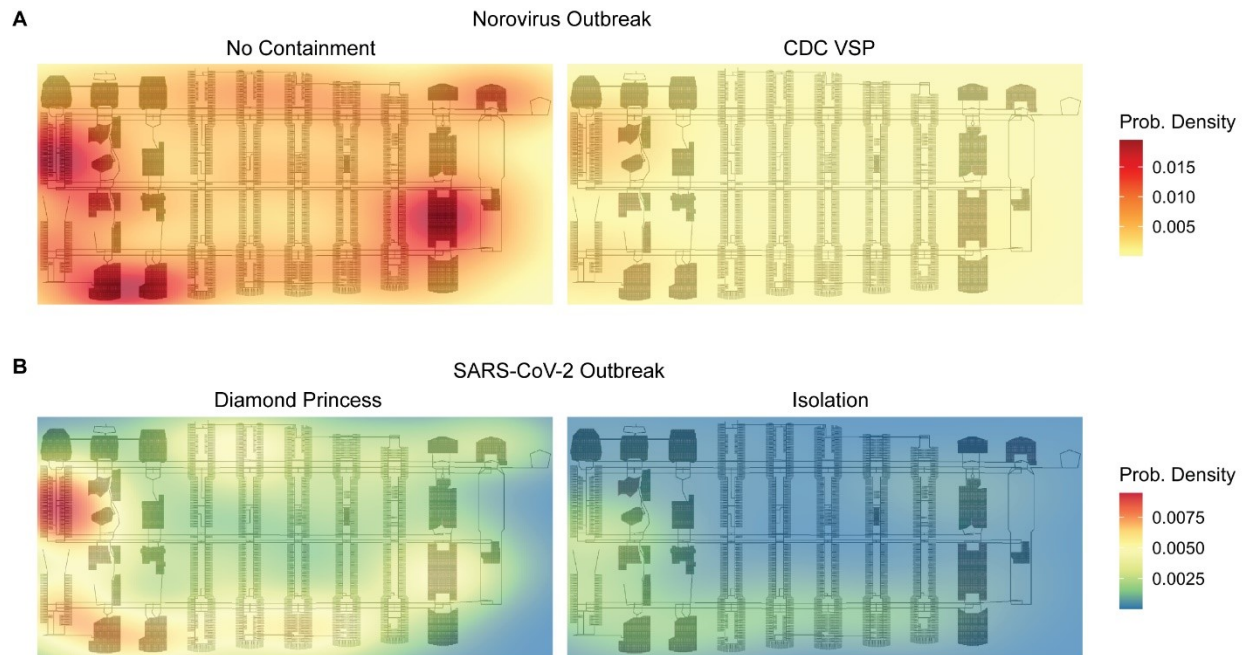 A
Norovirus Outbreak
No Containment
CDC VSP
Prob. Density
0.015
0.010
0.005
B
SARS-CoV-2 Outbreak
Diamond Princess
Isolation
Prob. Density
0.0075
0.0050
0.0025